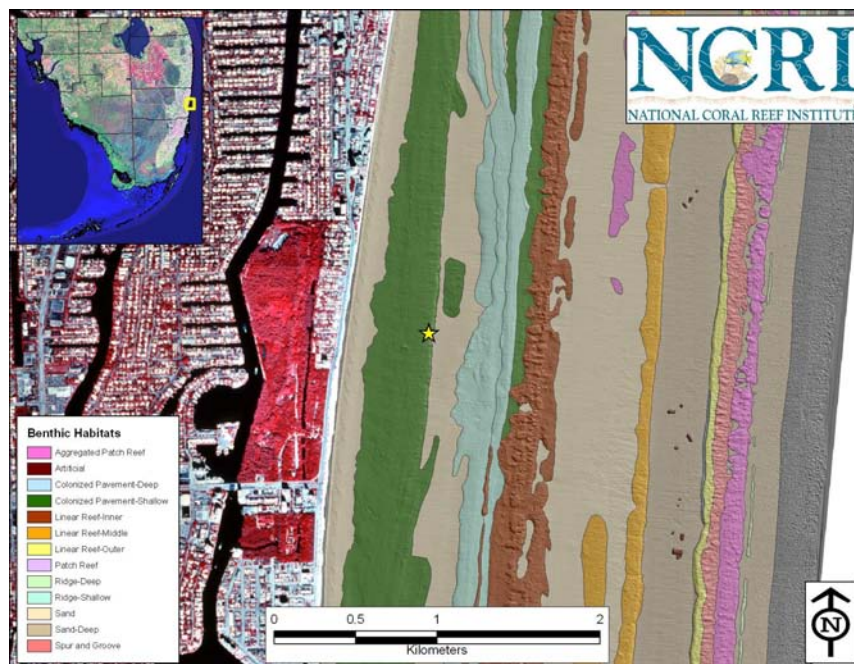 NCRI
NATIONAL CORAL REEF INSTITUTE
Benthic Habitats
Aggregated Patch Reef
Artificial
Colonized Pavement-Deep
Colonized Pavement-Shallow
Linear Reef-Inner
Linear Reef-Middle
Linear Reef-Outer
Patch Reef
Ridge-Deep
Ridge-Shallow
Sand
Sand-Deep
Spur and Groove
0 0.5 1 2
Kilometers
N